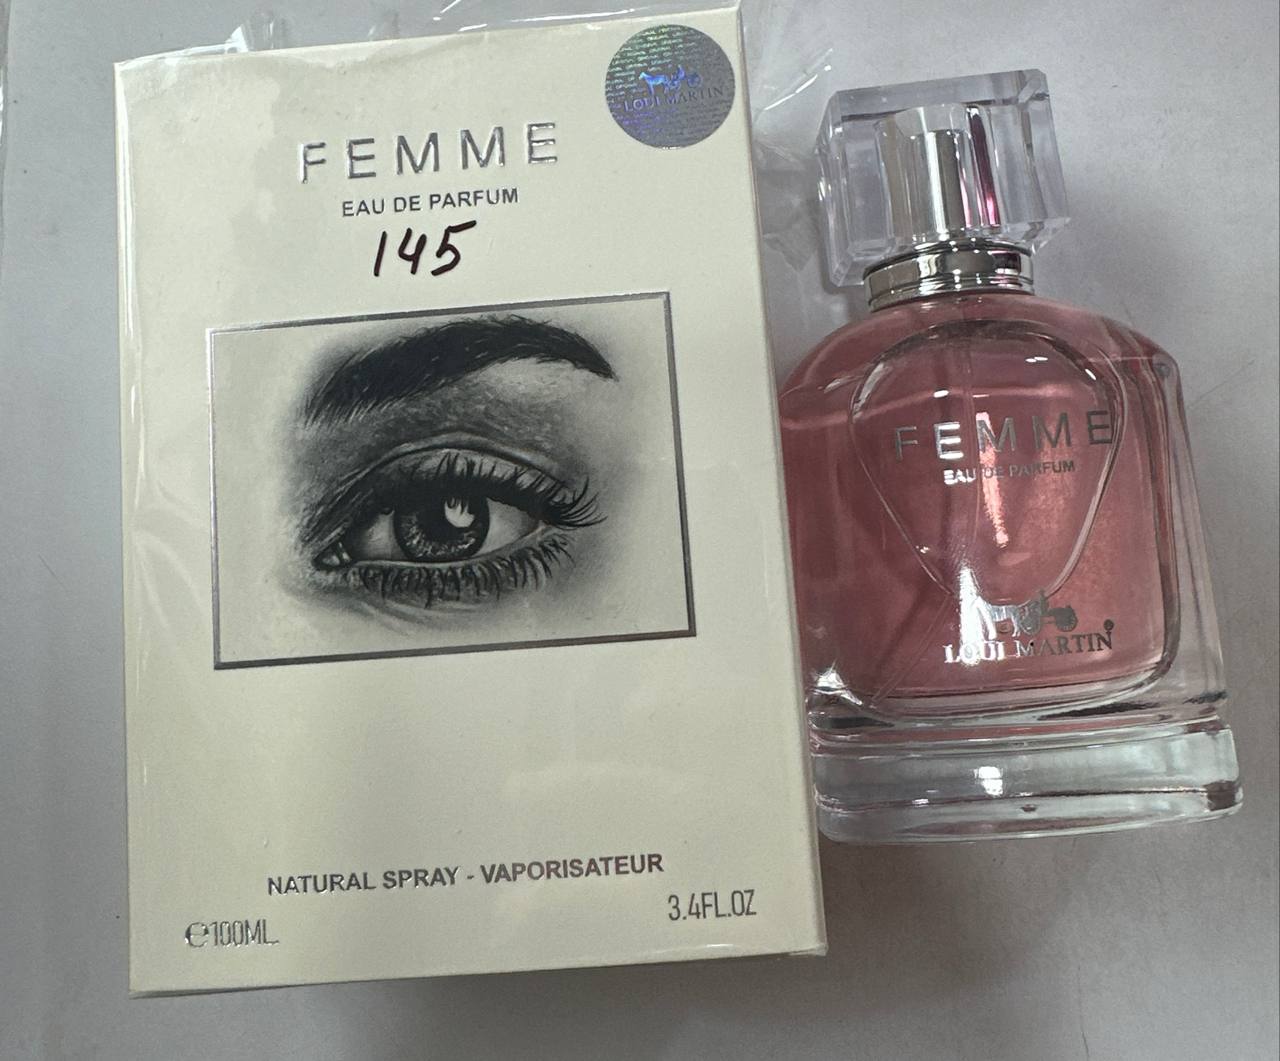 LOUI MARTIN
FEMME
EAU DE PARFUM
145
NATURAL SPRAY - VAPORISATEUR
℮100ML
3.4FL.OZ
FEMME
EAU DE PARFUM
LOUI MARTIN